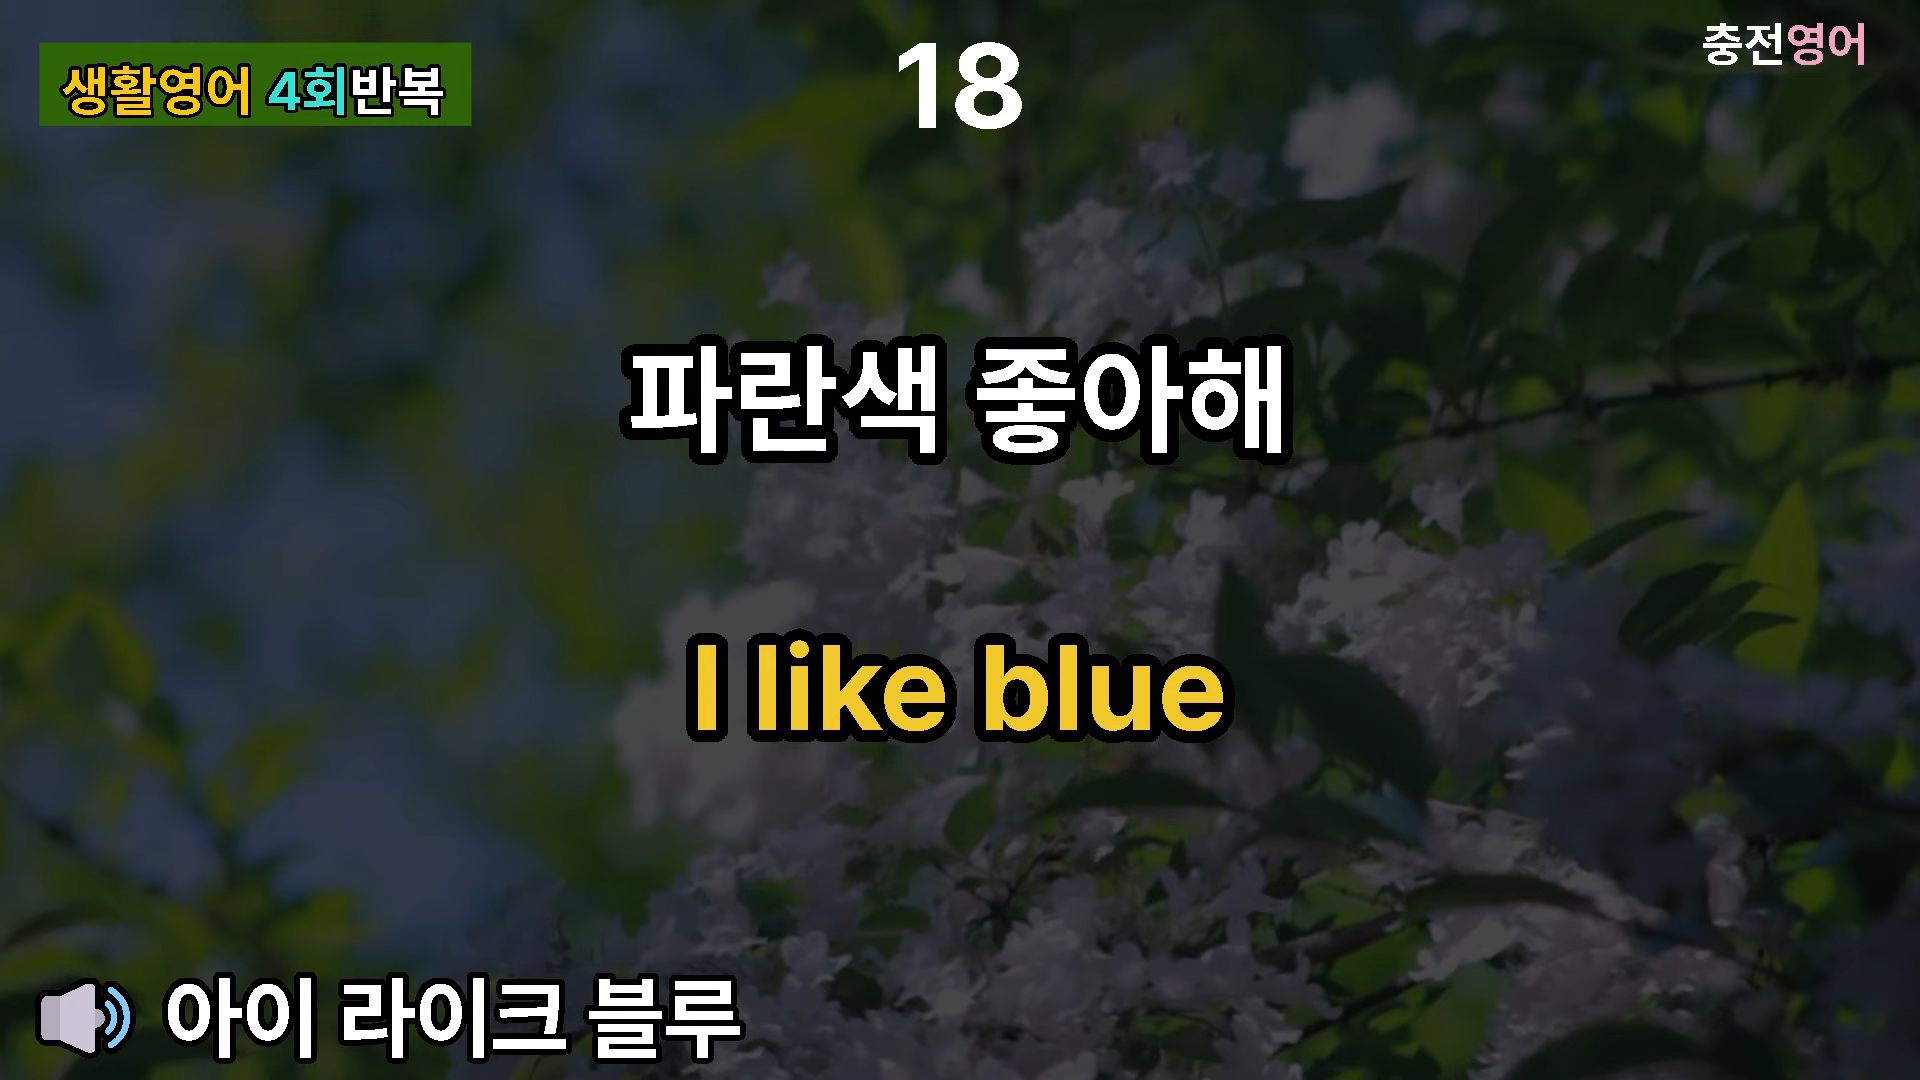 생활영어 4회반복
18
충전영어
파란색 좋아해
I like blue
아이 라이크 블루